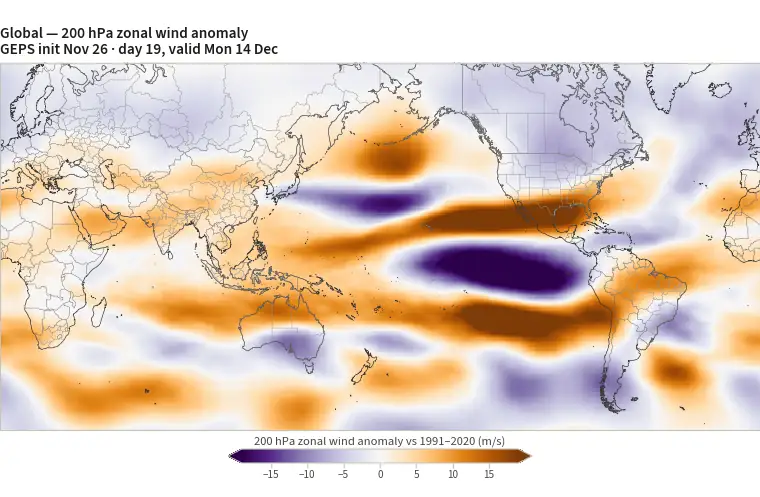 Global — 200 hPa zonal wind anomaly
GEPS init Nov 26 · day 19, valid Mon 14 Dec
200 hPa zonal wind anomaly vs 1991–2020 (m/s)
−15 −10 −5 0 5 10 15